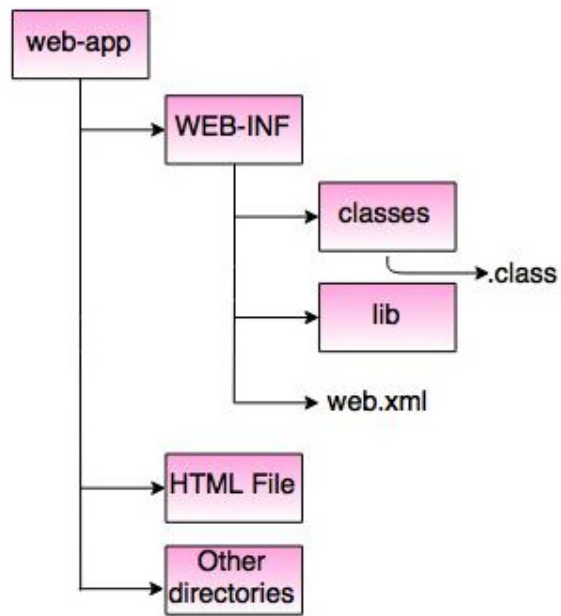 web-app
WEB-INF
classes
.class
lib
web.xml
HTML File
Other
directories